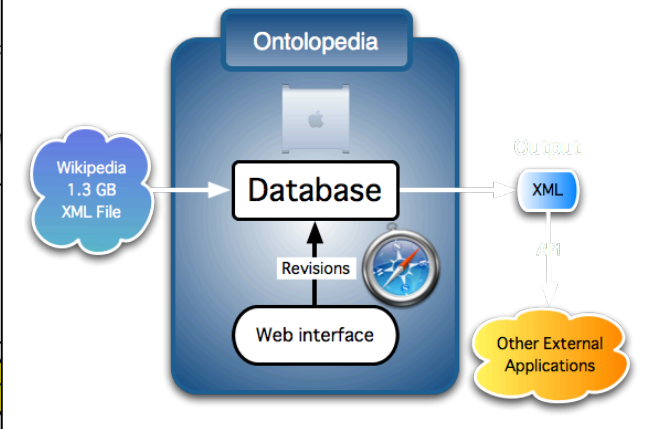 Ontolopedia
Wikipedia
1.3 GB
XML File
Database
Output
XML
Revisions
API
Web interface
Other External
Applications